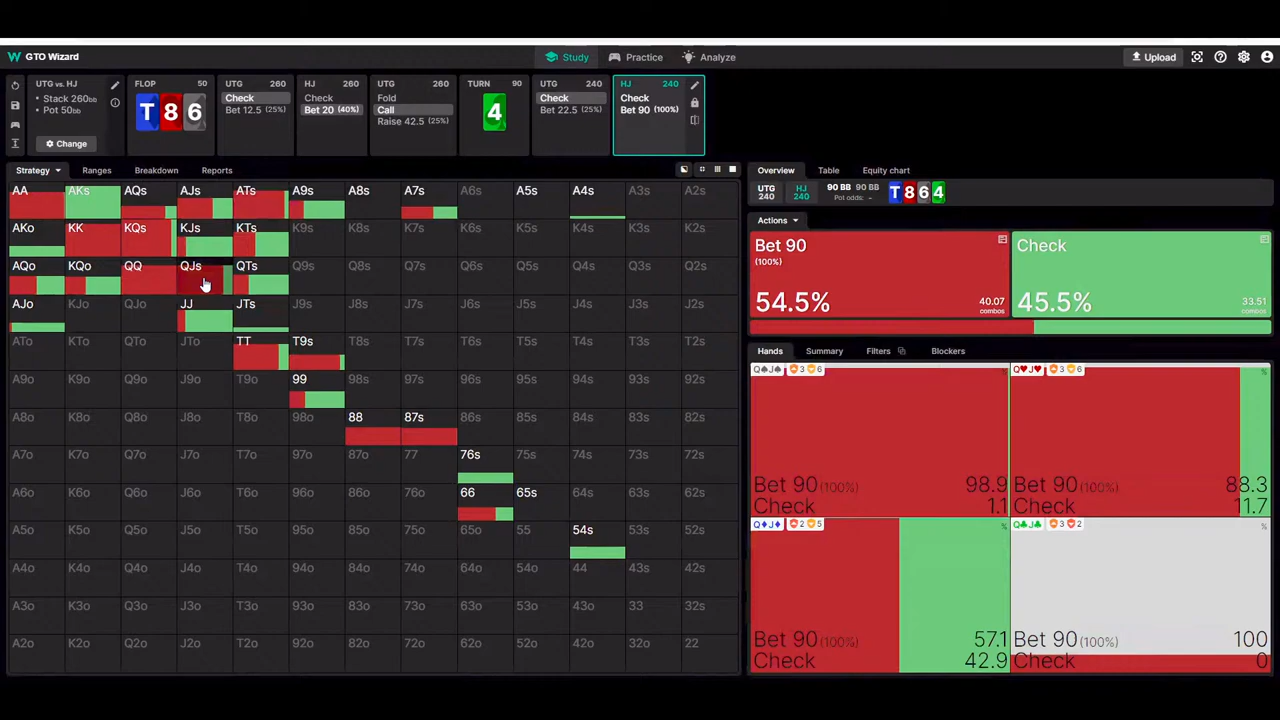 GTO Wizard
Study
Practice
Analyze
Upload
UTG vs. HJ
• Stack 260bb
• Pot 50bb
Change
FLOP 50
T 8 6
UTG 260
Check
Bet 12.5 (25%)
HJ 260
Check
Bet 20 (40%)
UTG 260
Fold
Call
Raise 42.5 (25%)
TURN 90
4
UTG 240
Check
Bet 22.5 (25%)
HJ 240
Check
Bet 90 (100%)
Strategy Ranges Breakdown Reports
AA AKs AQs AJs ATs A9s A8s A7s A6s A5s A4s A3s A2s
AKo KK KQs KJs KTs K9s K8s K7s K6s K5s K4s K3s K2s
AQo KQo QQ QJs QTs Q9s Q8s Q7s Q6s Q5s Q4s Q3s Q2s
AJo KJo QJo JJ JTs J9s J8s J7s J6s J5s J4s J3s J2s
ATo KTo QTo JTo TT T9s T8s T7s T6s T5s T4s T3s T2s
A9o K9o Q9o J9o T9o 99 98s 97s 96s 95s 94s 93s 92s
A8o K8o Q8o J8o T8o 98o 88 87s 86s 85s 84s 83s 82s
A7o K7o Q7o J7o T7o 97o 87o 77 76s 75s 74s 73s 72s
A6o K6o Q6o J6o T6o 96o 86o 76o 66 65s 64s 63s 62s
A5o K5o Q5o J5o T5o 95o 85o 75o 65o 55 54s 53s 52s
A4o K4o Q4o J4o T4o 94o 84o 74o 64o 54o 44 43s 42s
A3o K3o Q3o J3o T3o 93o 83o 73o 63o 53o 43o 33 32s
A2o K2o Q2o J2o T2o 92o 82o 72o 62o 52o 42o 32o 22
Overview Table Equity chart
UTG 240
HJ 240
90 BB 90 BB
Pot odds: -
T 8 6 4
Actions
Bet 90
(100%)
54.5%
40.07
combos
Check
45.5%
33.51
combos
Hands Summary Filters Blockers
Q♠J♠ 3 6 %
Bet 90 (100%) 98.9
Check 1.1
Q♥J♥ 3 6 %
Bet 90 (100%) 88.3
Check 11.7
Q♦J♦ 2 5 %
Bet 90 (100%) 57.1
Check 42.9
Q♣J♣ 3 2 %
Bet 90 (100%) 100
Check 0